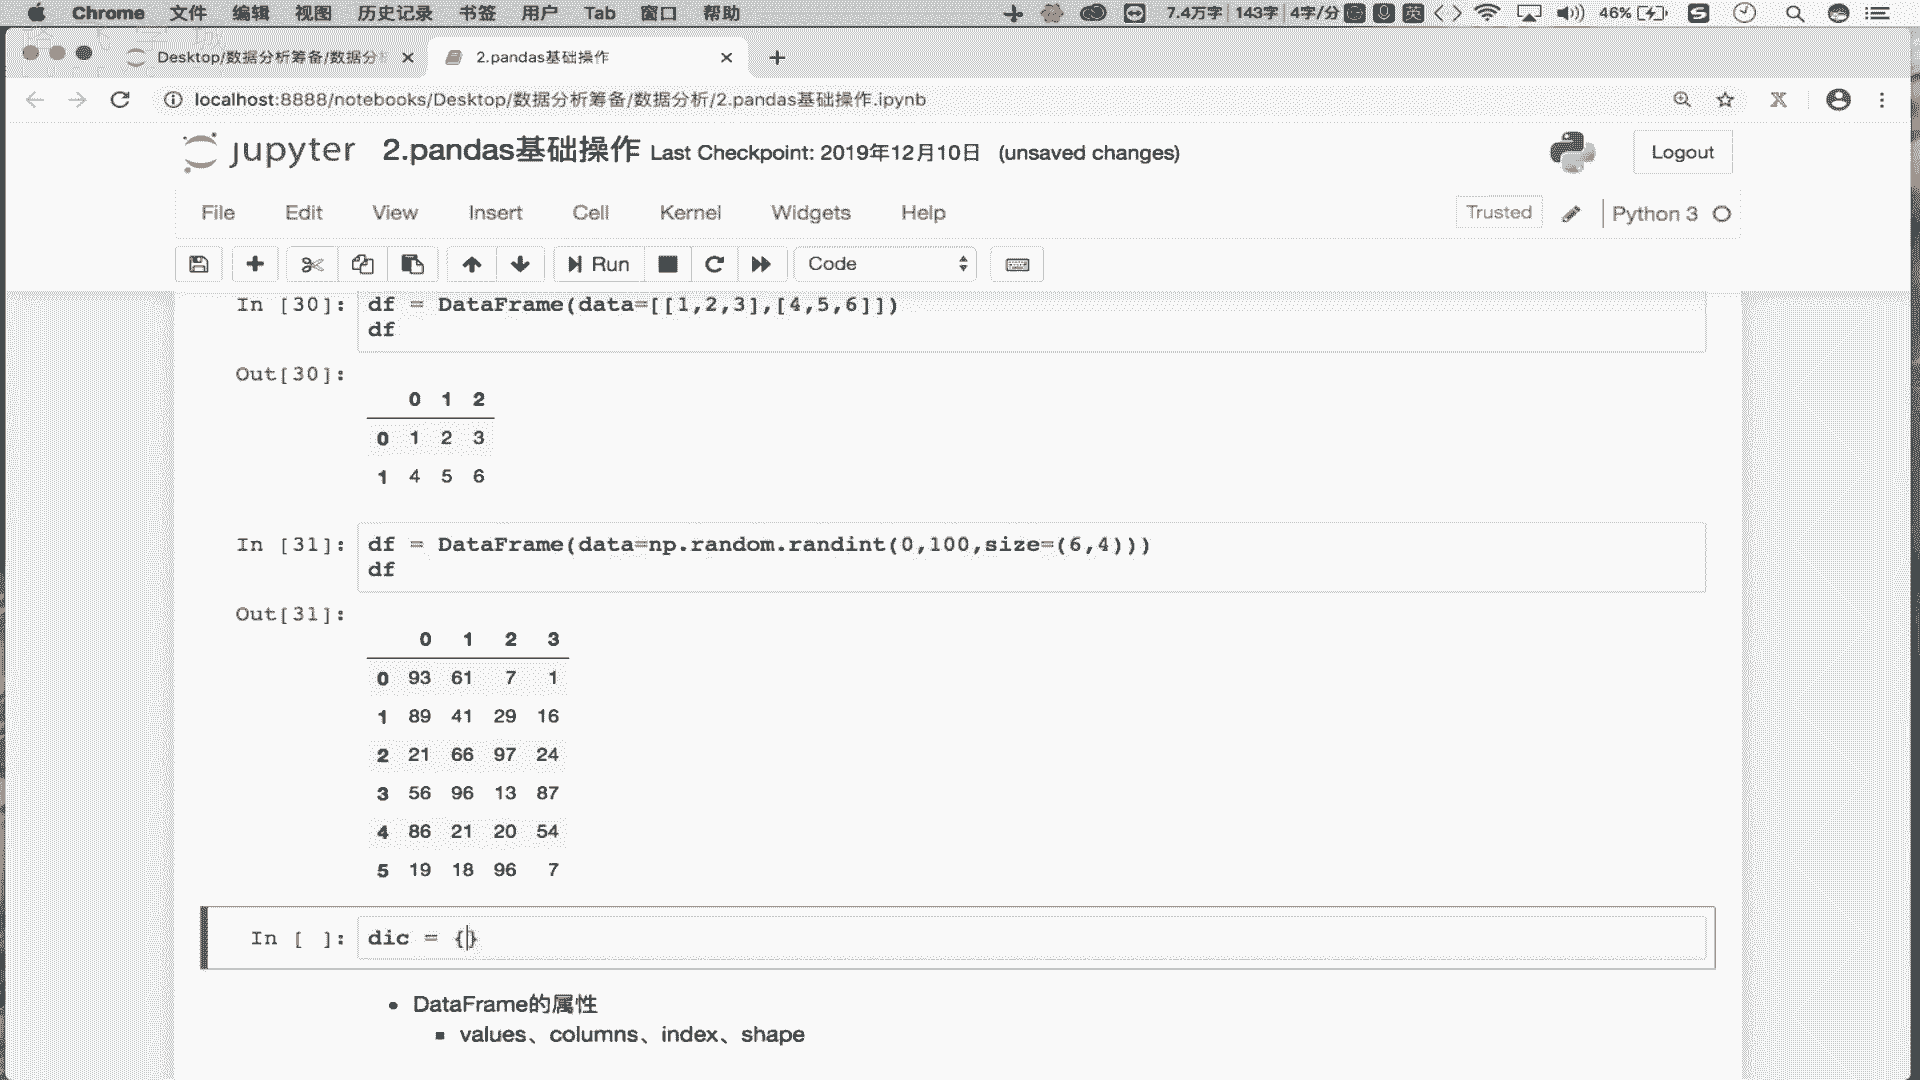 Chrome 文件 编辑 视图 历史记录 书签 用户 Tab 窗口 帮助 7.4万字 143字 4字/分 英 46%
Desktop/数据分析筹备/数据分析 2.pandas基础操作
localhost:8888/notebooks/Desktop/数据分析筹备/数据分析/2.pandas基础操作.ipynb
jupyter 2.pandas基础操作 Last Checkpoint: 2019年12月10日 (unsaved changes) Logout
File Edit View Insert Cell Kernel Widgets Help Trusted Python 3
Run Code
In [30]: df = DataFrame(data=[[1,2,3],[4,5,6]])
df
Out[30]:
0 1 2
0 1 2 3
1 4 5 6
In [31]: df = DataFrame(data=np.random.randint(0,100,size=(6,4)))
df
Out[31]:
0 1 2 3
0 93 61 7 1
1 89 41 29 16
2 21 66 97 24
3 56 96 13 87
4 86 21 20 54
5 19 18 96 7
In [ ]: dic = {}
• DataFrame的属性
▪ values、columns、index、shape